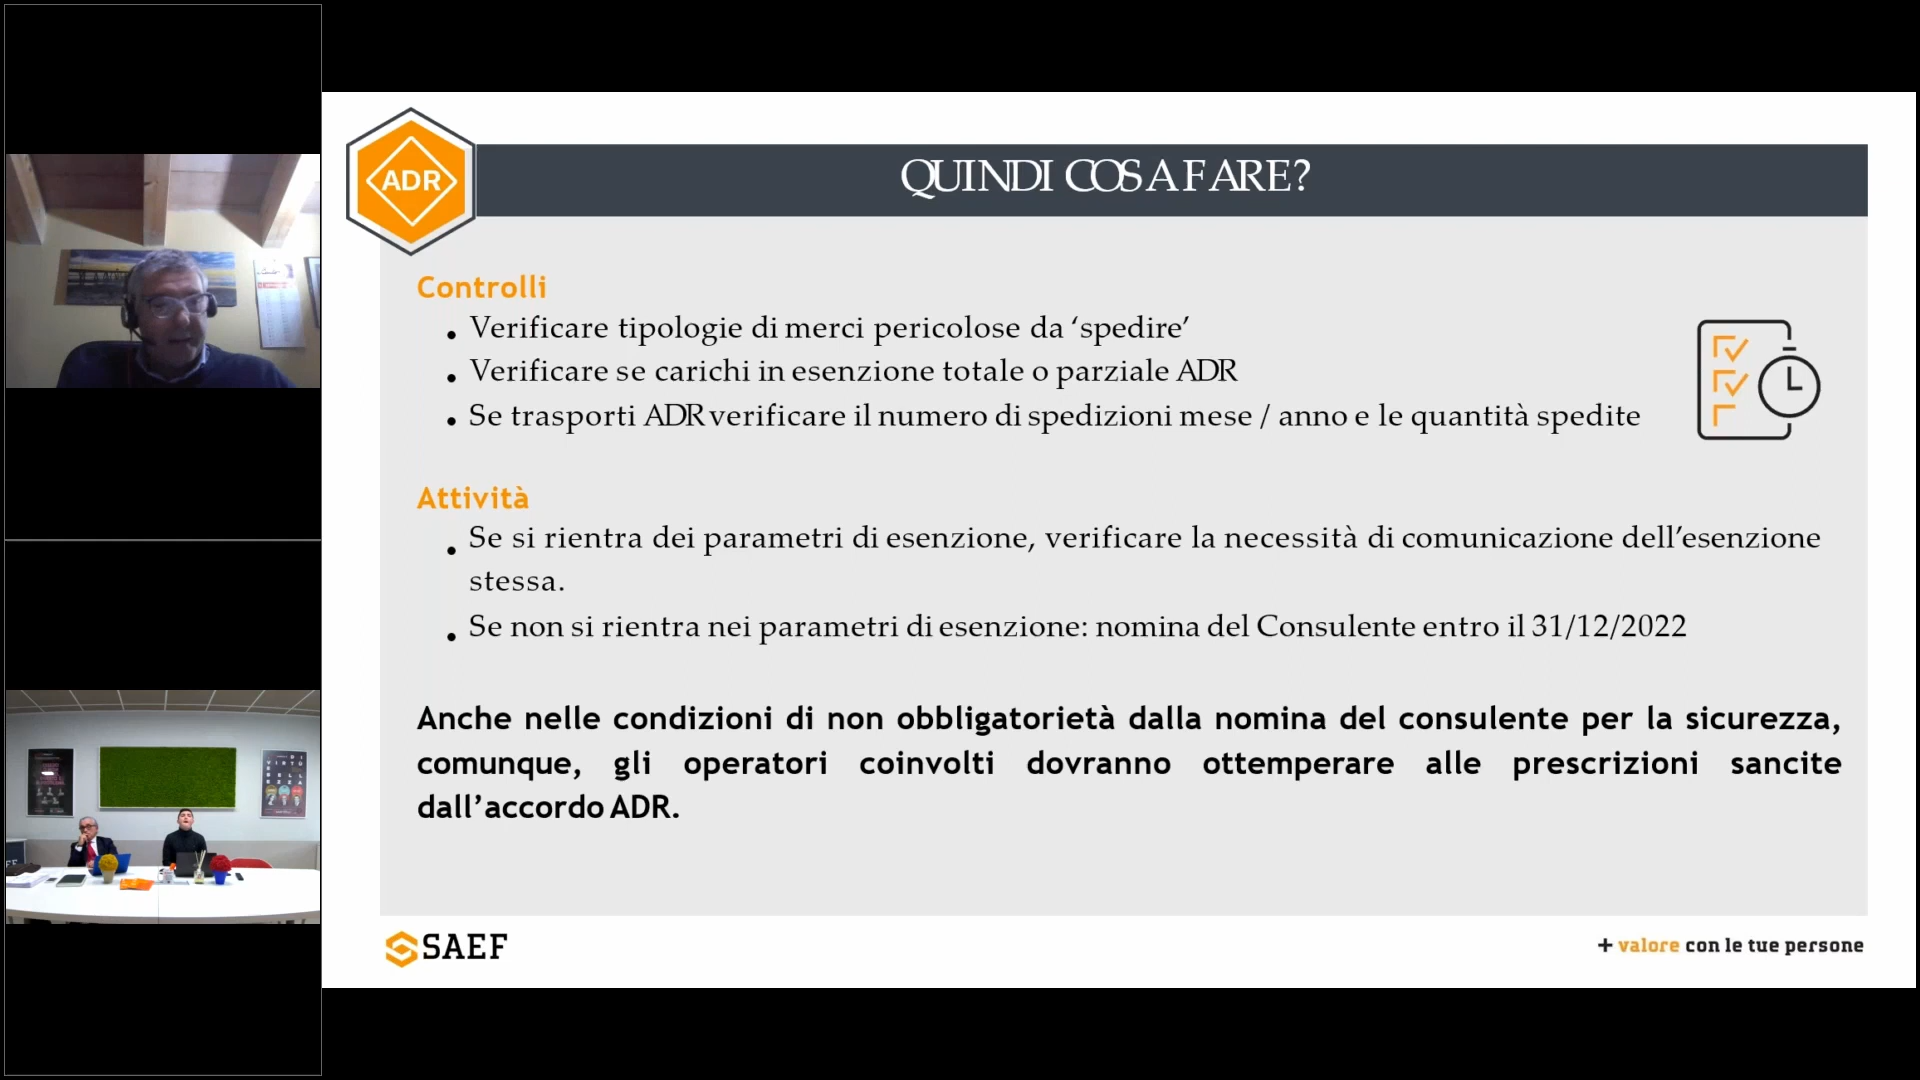 ADR
QUINDI COSA FARE?
Controlli
• Verificare tipologie di merci pericolose da ‘spedire’
• Verificare se carichi in esenzione totale o parziale ADR
• Se trasporti ADR verificare il numero di spedizioni mese / anno e le quantità spedite
Attività
• Se si rientra dei parametri di esenzione, verificare la necessità di comunicazione dell’esenzione
stessa.
• Se non si rientra nei parametri di esenzione: nomina del Consulente entro il 31/12/2022
Anche nelle condizioni di non obbligatorietà dalla nomina del consulente per la sicurezza,
comunque, gli operatori coinvolti dovranno ottemperare alle prescrizioni sancite
dall’accordo ADR.
SAEF
+ valore con le tue persone